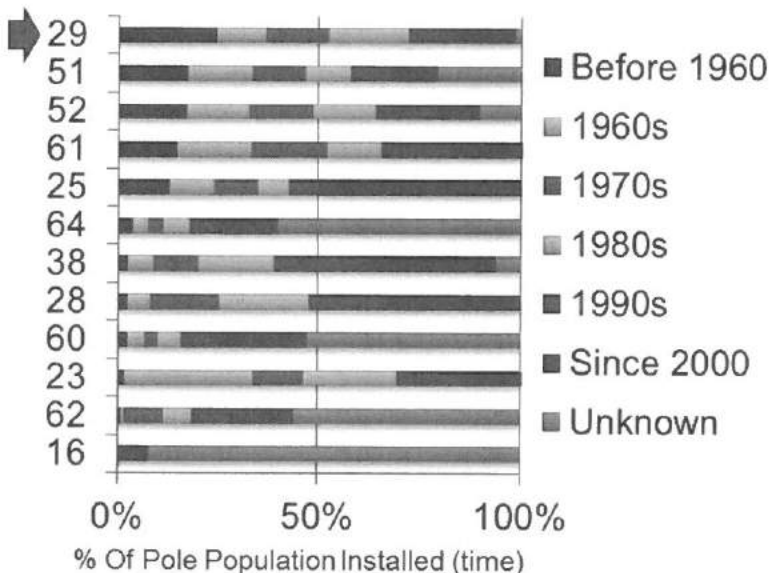 29
51
52
61
25
64
38
28
60
23
62
16
0%
50%
100%
% Of Pole Population Installed (time)
Before 1960
1960s
1970s
1980s
1990s
Since 2000
Unknown